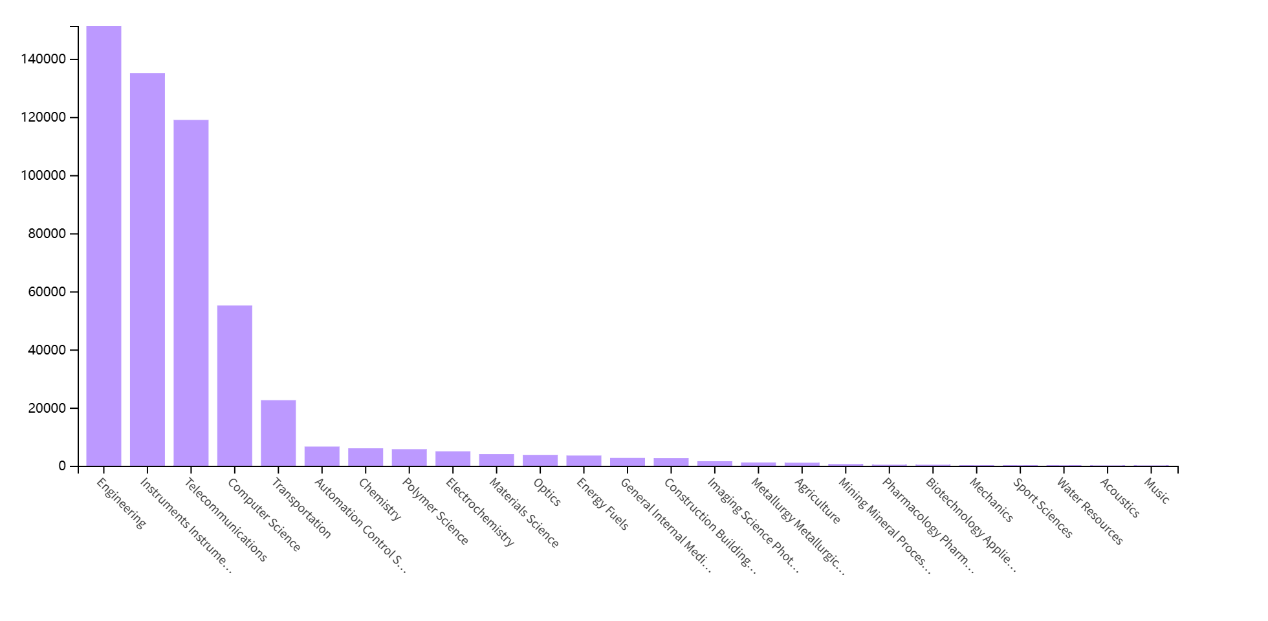 140000
120000
100000
80000
60000
40000
20000
0
Engineering
Instruments Instrume...
Telecommunications
Computer Science
Transportation
Automation Control S...
Chemistry
Polymer Science
Electrochemistry
Materials Science
Optics
Energy Fuels
General Internal Medi...
Construction Building...
Imaging Science Phot...
Metallurgy Metallurgic...
Agriculture
Mining Mineral Proces...
Pharmacology Pharm...
Biotechnology Applie...
Mechanics
Sport Sciences
Water Resources
Acoustics
Music